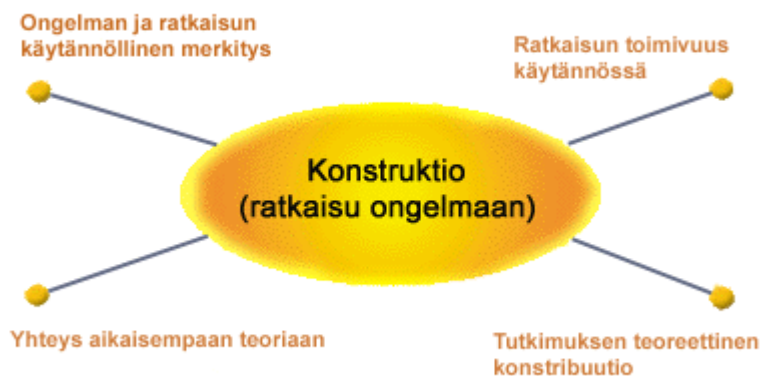 Ongelman ja ratkaisun
käytännöllinen merkitys
Ratkaisun toimivuus
käytännössä
Konstruktio
(ratkaisu ongelmaan)
Yhteys aikaisempaan teoriaan
Tutkimuksen teoreettinen
konstribuutio